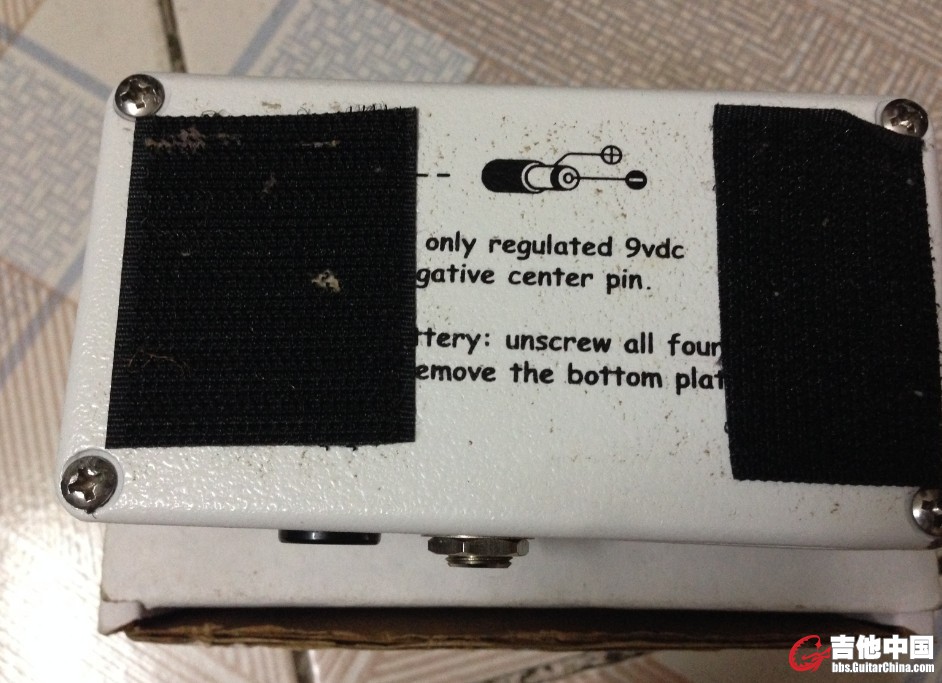 only regulated 9vdc
gative center pin.
ttery: unscrew all four
emove the bottom plat
吉他中国
bbs.GuitarChina.com